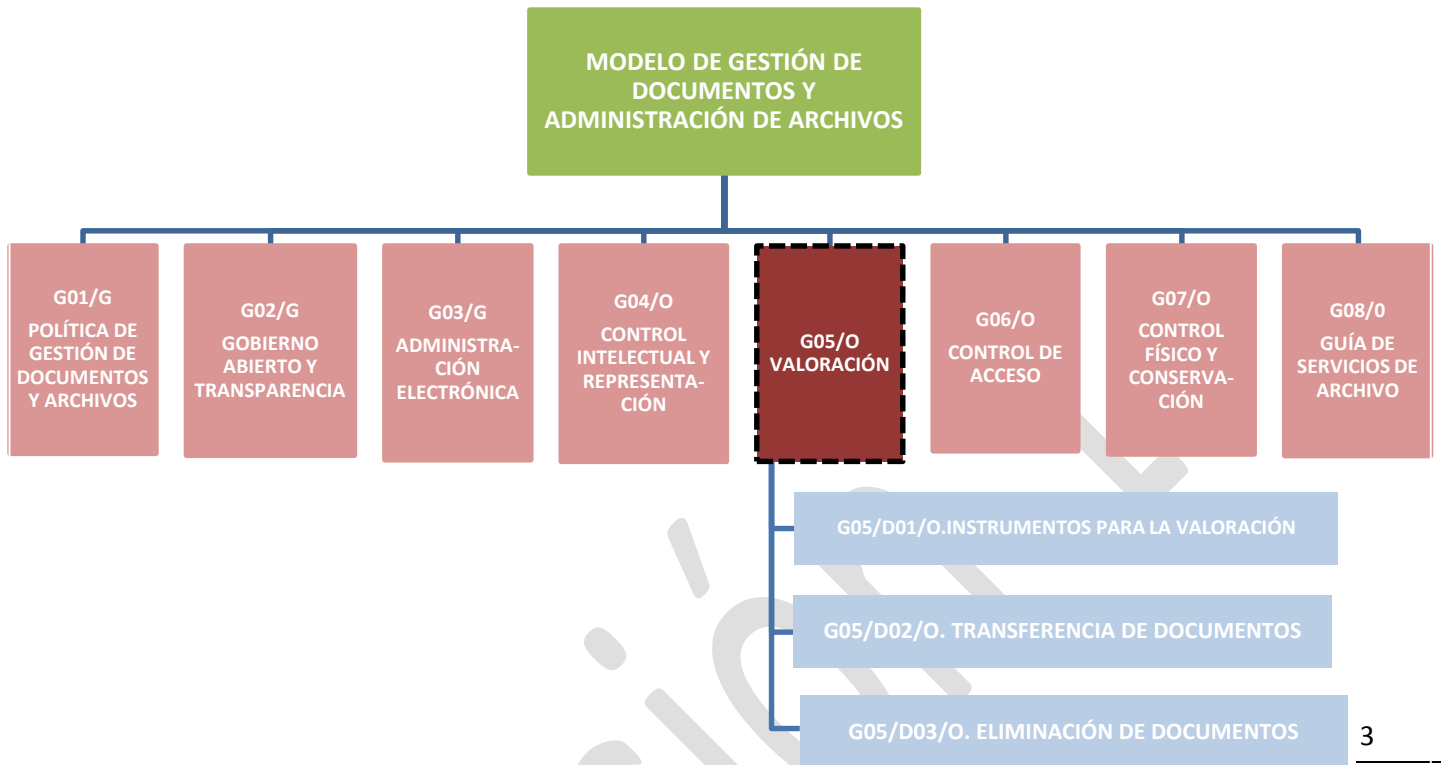 MODELO DE GESTIÓN DE
DOCUMENTOS Y
ADMINISTRACIÓN DE ARCHIVOS
G01/G
POLÍTICA DE
GESTIÓN DE
DOCUMENTOS
Y ARCHIVOS
G02/G
GOBIERNO
ABIERTO Y
TRANSPARENCIA
G03/G
ADMINISTRA-
CIÓN
ELECTRÓNICA
G04/O
CONTROL
INTELECTUAL Y
REPRESENTA-
CIÓN
G05/O
VALORACIÓN
G06/O
CONTROL DE
ACCESO
G07/O
CONTROL
FÍSICO Y
CONSERVA-
CIÓN
G08/0
GUÍA DE
SERVICIOS DE
ARCHIVO
G05/D01/O.INSTRUMENTOS PARA LA VALORACIÓN
G05/D02/O. TRANSFERENCIA DE DOCUMENTOS
G05/D03/O. ELIMINACIÓN DE DOCUMENTOS
3